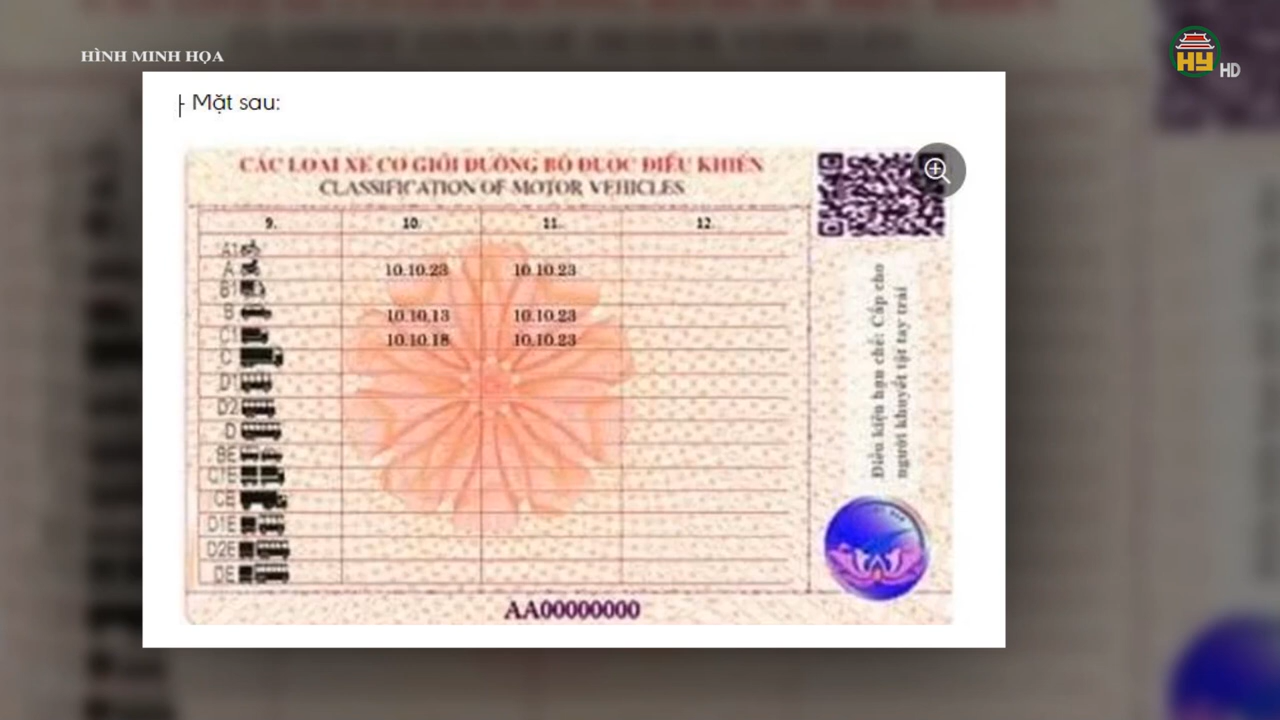 HÌNH MINH HỌA
HY HD
- Mặt sau:
CÁC LOẠI XE CƠ GIỚI ĐƯỜNG BỘ ĐƯỢC ĐIỀU KHIỂN
CLASSIFICATION OF MOTOR VEHICLES
9. 10. 11. 12.
A1
A 10.10.23 10.10.23
B1
B 10.10.13 10.10.23
C1 10.10.18 10.10.23
C
D1
D2
D
BE
C1E
CE
D1E
D2E
DE
Điều kiện hạn chế: Cấp cho
người khuyết tật tay trái
AA00000000